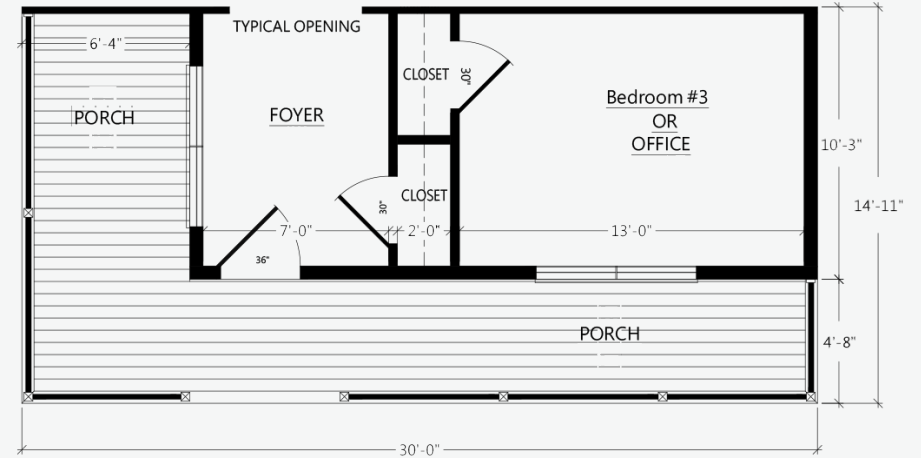 TYPICAL OPENING
6'-4"
CLOSET
30"
PORCH
FOYER
Bedroom #3
OR
OFFICE
10'-3"
CLOSET
30"
14'-11"
7'-0"
2'-0"
13'-0"
36"
PORCH
4'-8"
30'-0"